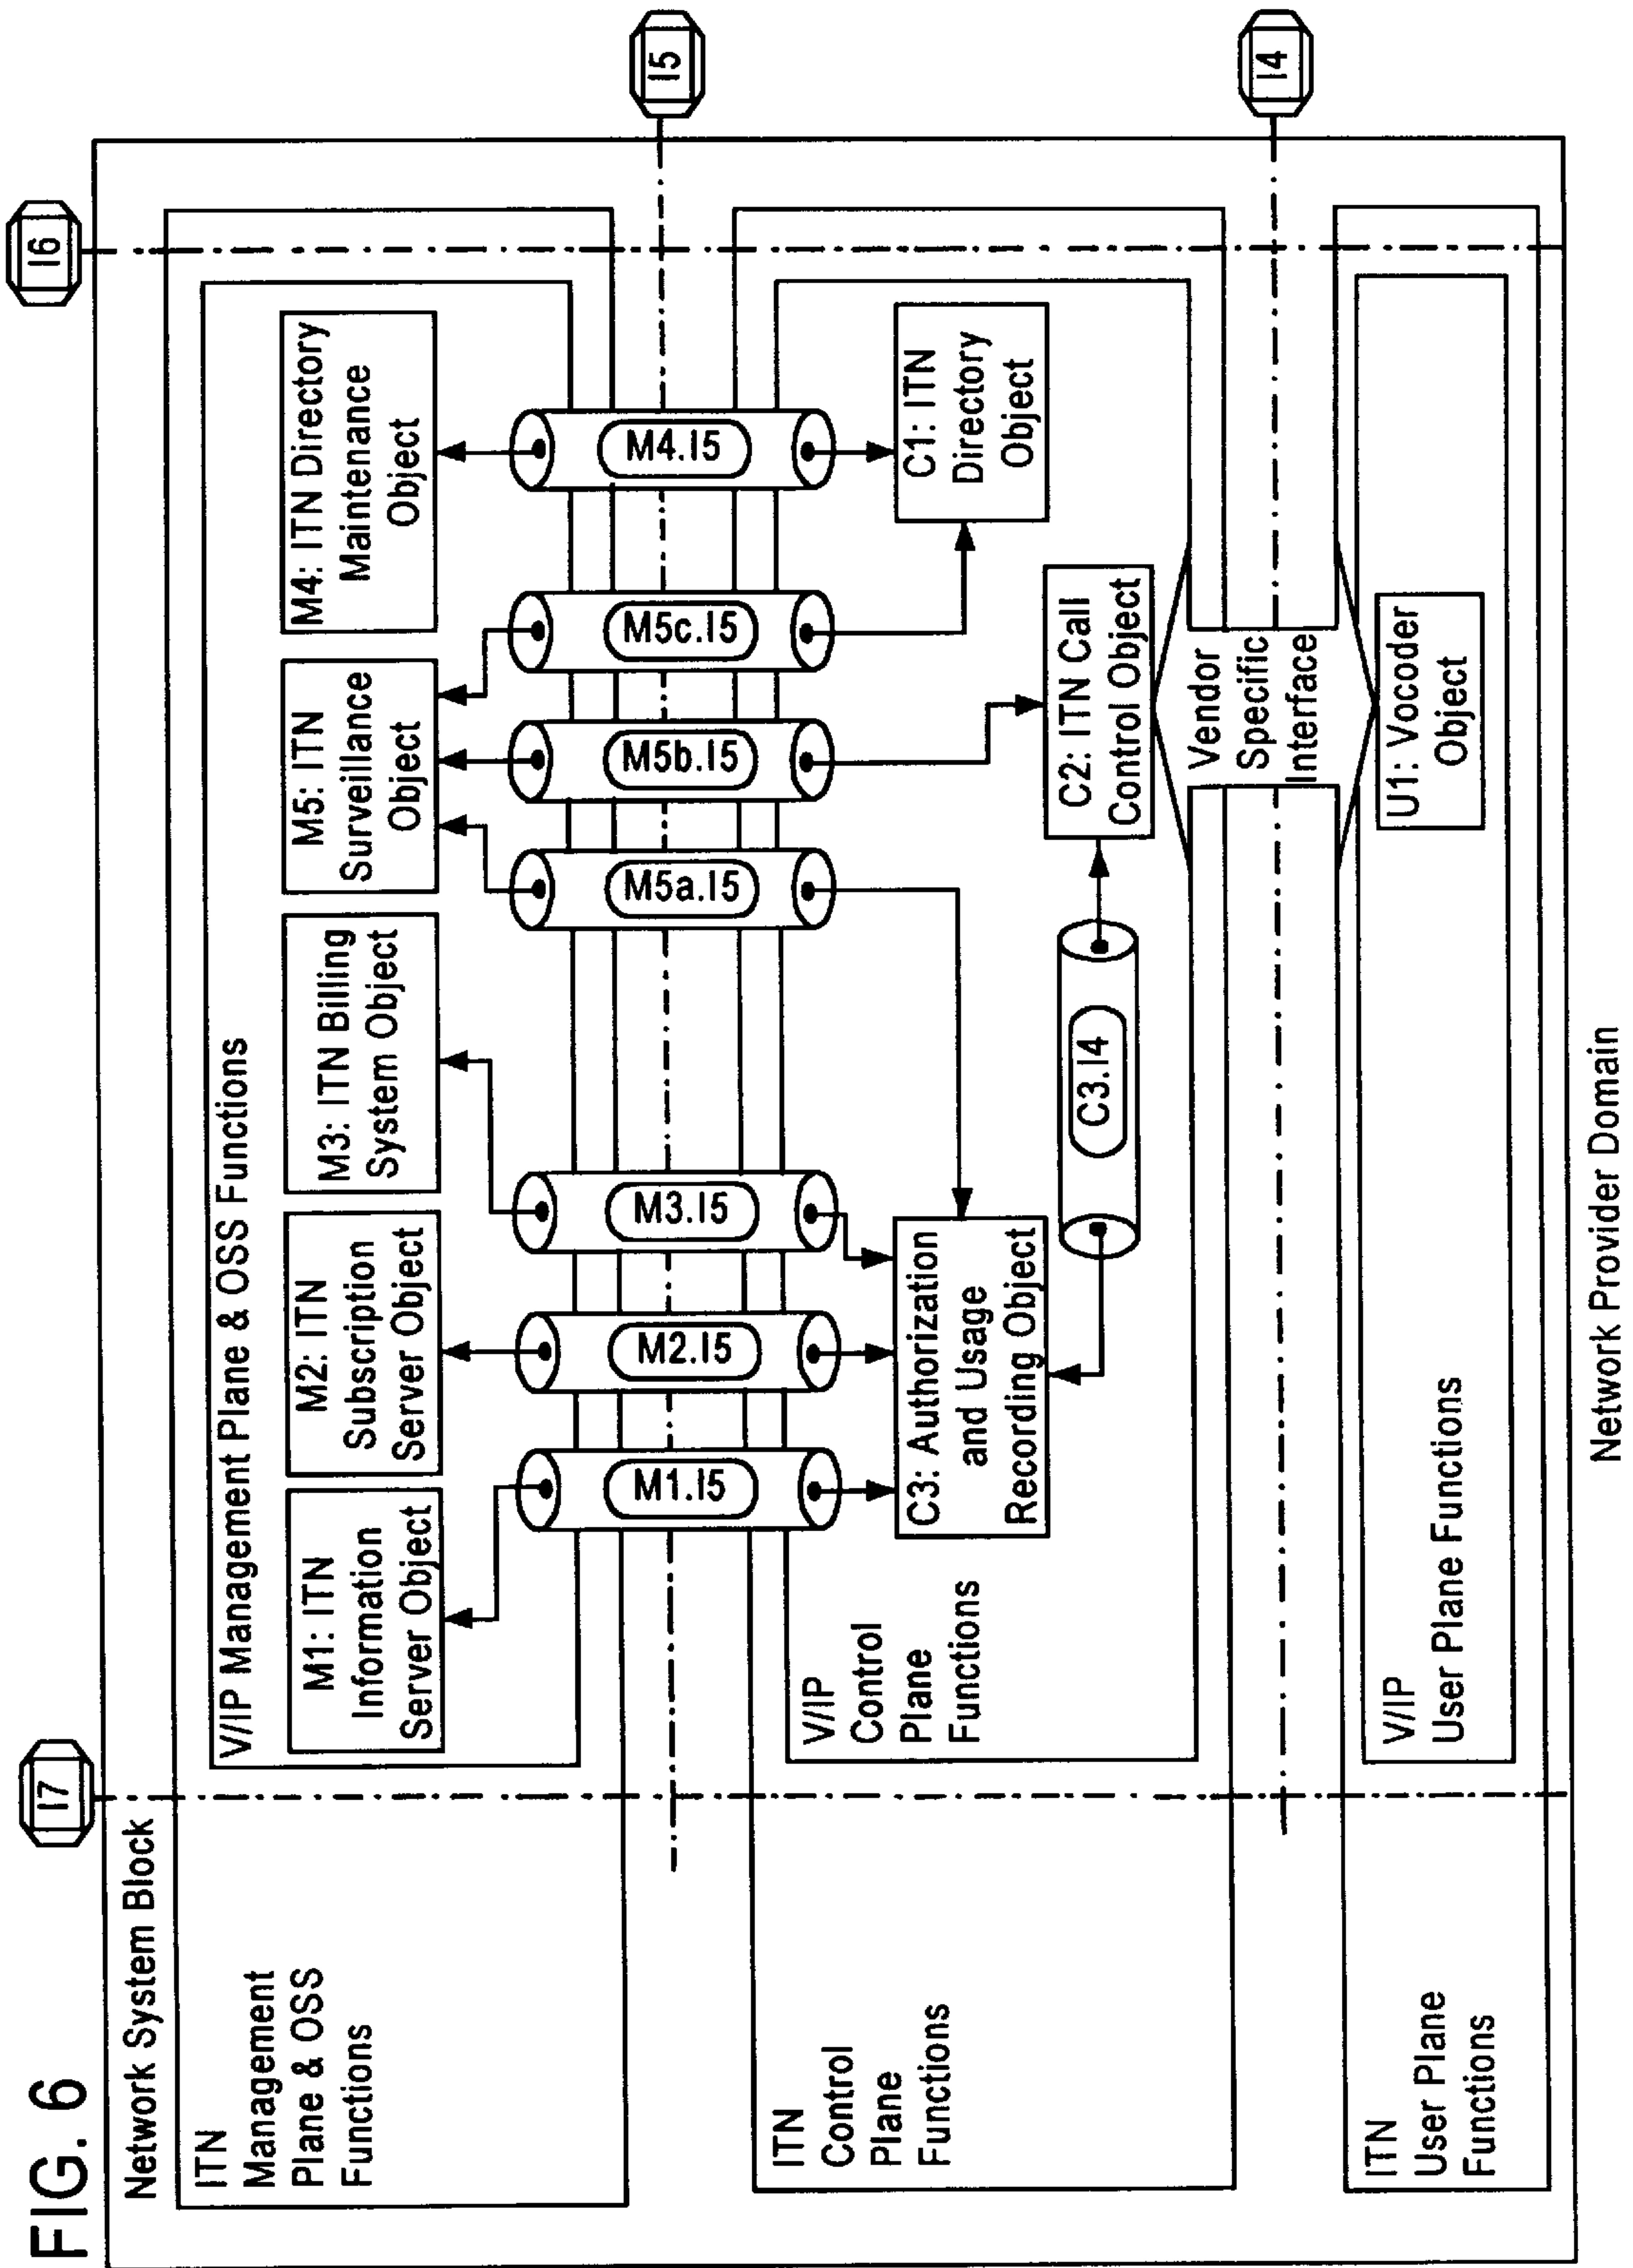 FIG. 6
I7
I6
Network System Block
ITN
Management
Plane & OSS
Functions
V/IP Management Plane & OSS Functions
M1: ITN
Information
Server Object
M2: ITN
Subscription
Server Object
M3: ITN Billing
System Object
M5: ITN
Surveillance
Object
M4: ITN Directory
Maintenance
Object
M1.I5
M2.I5
M3.I5
M5a.I5
M5b.I5
M5c.I5
M4.I5
I5
ITN
Control
Plane
Functions
V/IP
Control
Plane
Functions
C3: Authorization
and Usage
Recording Object
C1: ITN
Directory
Object
C3.I4
C2: ITN Call
Control Object
Vendor
Specific
Interface
I4
ITN
User Plane
Functions
V/IP
User Plane Functions
U1: Vocoder
Object
Network Provider Domain